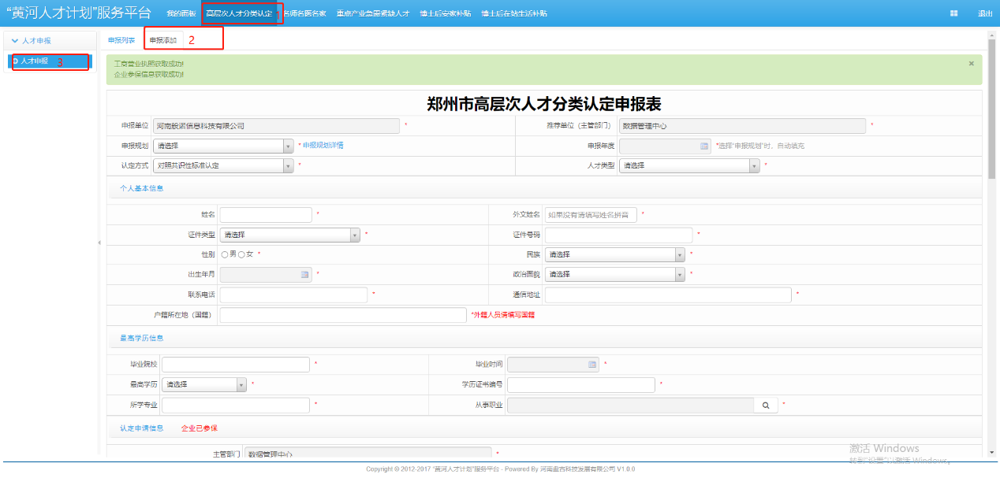 “黄河人才计划”服务平台 我的面板 高层次人才分类认定 1 名师名医名家 重点产业急需紧缺人才 博士后安家补贴 博士后在站生活补贴 退出
人才申报 申报列表 申报添加 2
人才申报 3
工商营业执照获取成功! ×
企业参保信息获取成功!
郑州市高层次人才分类认定申报表
申报单位 河南般诺信息科技有限公司 * 推荐单位（主管部门） 数据管理中心 *
申报规划 请选择 * 申报规划详情 申报年度 *选择“申报规划”时，自动填充
认定方式 对照共识性标准认定 * 人才类型 请选择 *
个人基本信息
姓名 * 外文姓名 如果没有请填写姓名拼音 *
证件类型 请选择 * 证件号码 *
性别 男 女 * 民族 请选择 *
出生年月 * 政治面貌 请选择 *
联系电话 * 通信地址 *
户籍所在地（国籍） *外籍人员请填写国籍
最高学历信息
毕业院校 * 毕业时间 *
最高学历 请选择 * 学历证书编号 *
所学专业 * 从事职业 *
认定申请信息 企业已参保
主管部门 数据管理中心 *
激活 Windows
转到“设置”以激活 Windows。
Copyright © 2012-2017 “黄河人才计划”服务平台 - Powered By 河南盘古科技发展有限公司 V1.0.0